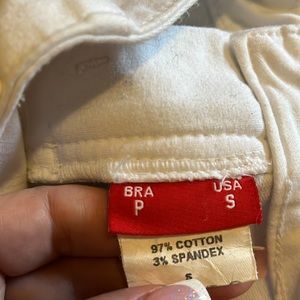 BRA USA
P S
97% COTTON
3% SPANDEX
S